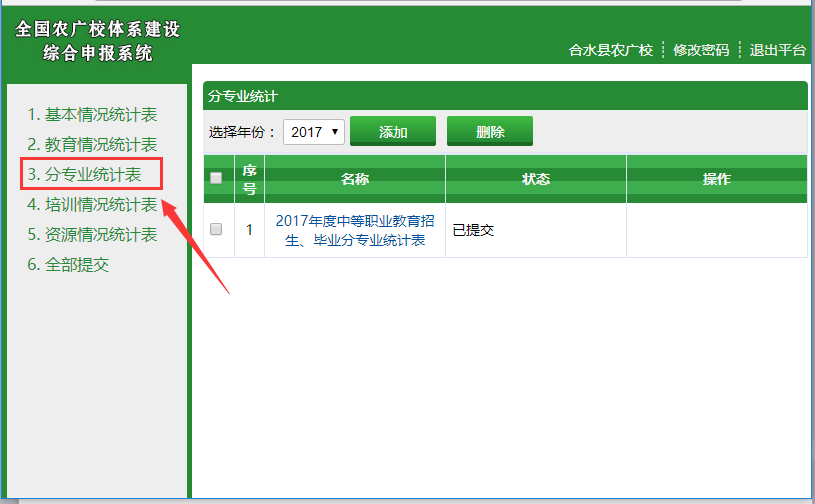 全国农广校体系建设
综合申报系统
合水县农广校 修改密码 退出平台
1. 基本情况统计表
2. 教育情况统计表
3. 分专业统计表
4. 培训情况统计表
5. 资源情况统计表
6. 全部提交
分专业统计
选择年份： 2017 添加 删除
序号 名称 状态 操作
1 2017年度中等职业教育招 已提交
生、毕业分专业统计表